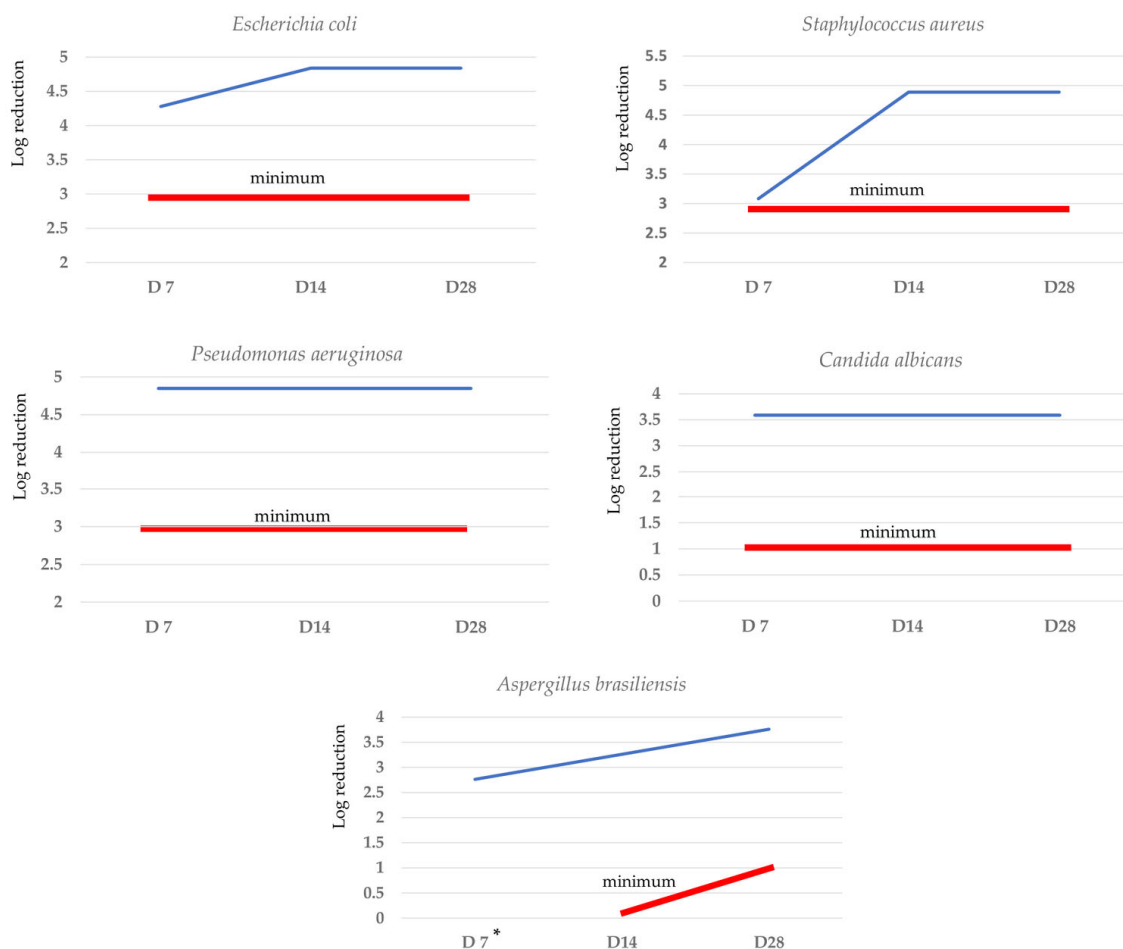 Escherichia coli
Log reduction
5
4.5
4
3.5
3
2.5
2
minimum
D 7 D14 D28
Staphylococcus aureus
Log reduction
5.5
5
4.5
4
3.5
3
2.5
2
minimum
D 7 D14 D28
Pseudomonas aeruginosa
Log reduction
5
4.5
4
3.5
3
2.5
2
minimum
D 7 D14 D28
Candida albicans
Log reduction
4
3.5
3
2.5
2
1.5
1
0.5
0
minimum
D 7 D14 D28
Aspergillus brasiliensis
Log reduction
4
3.5
3
2.5
2
1.5
1
0.5
0
minimum
D 7 * D14 D28